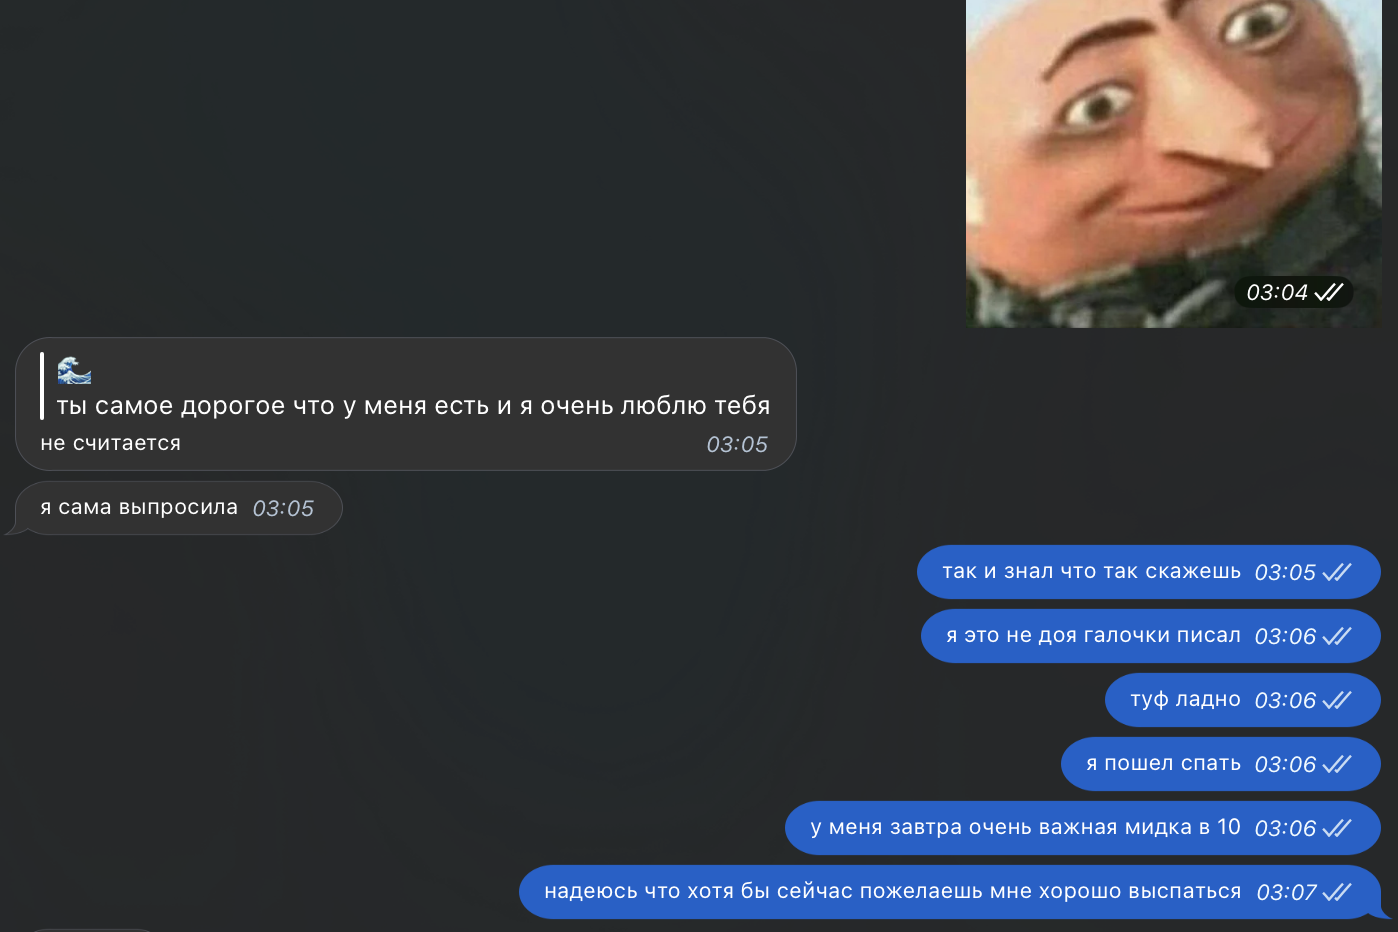 03:04
ты самое дорогое что у меня есть и я очень люблю тебя
не считается 03:05
я сама выпросила 03:05
так и знал что так скажешь 03:05
я это не доя галочки писал 03:06
туф ладно 03:06
я пошел спать 03:06
у меня завтра очень важная мидка в 10 03:06
надеюсь что хотя бы сейчас пожелаешь мне хорошо выспаться 03:07